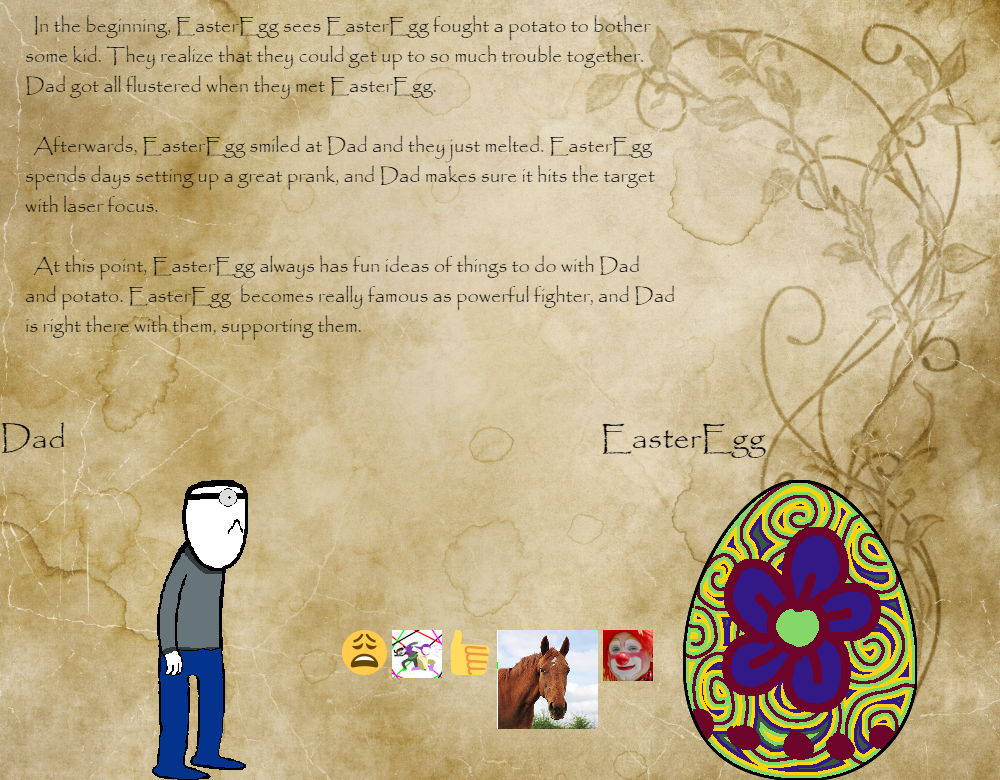 In the beginning, EasterEgg sees EasterEgg fought a potato to bother
some kid. They realize that they could get up to so much trouble together.
Dad got all flustered when they met EasterEgg.
Afterwards, EasterEgg smiled at Dad and they just melted. EasterEgg
spends days setting up a great prank, and Dad makes sure it hits the target
with laser focus.
At this point, EasterEgg always has fun ideas of things to do with Dad
and potato. EasterEgg becomes really famous as powerful fighter, and Dad
is right there with them, supporting them.
Dad
EasterEgg